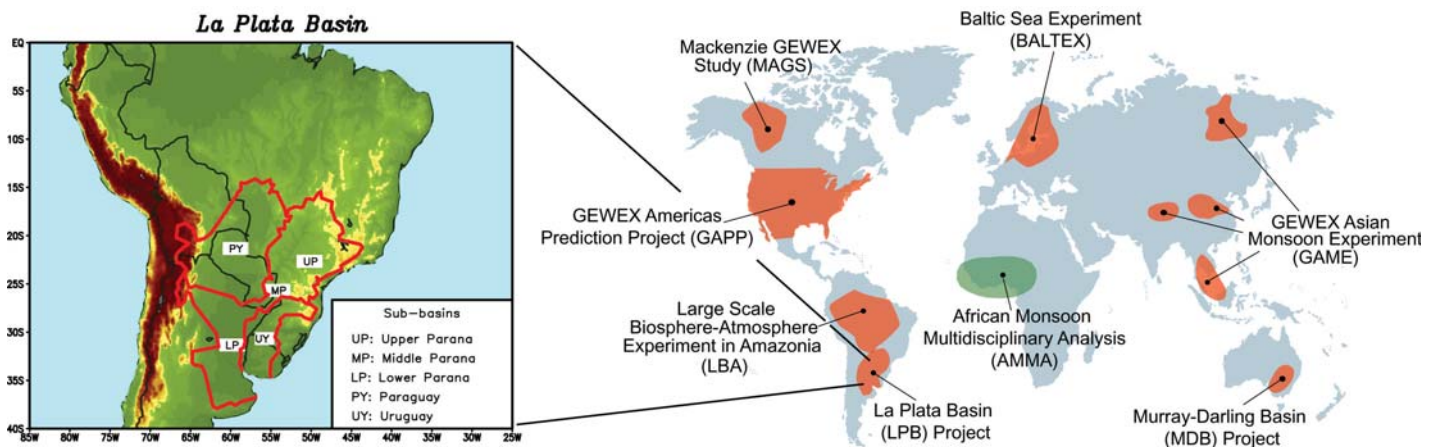 La Plata Basin
EQ
5S
10S
15S
20S
25S
30S
35S
40S
85W 80W 75W 70W 65W 60W 55W 50W 45W 40W 35W 30W 25W
PY
UP
MP
LP
UY
Sub-basins
UP: Upper Parana
MP: Middle Parana
LP: Lower Parana
PY: Paraguay
UY: Uruguay
Mackenzie GEWEX
Study (MAGS)
Baltic Sea Experiment
(BALTEX)
GEWEX Americas
Prediction Project (GAPP)
GEWEX Asian
Monsoon Experiment
(GAME)
Large Scale
Biosphere-Atmosphere
Experiment in Amazonia
(LBA)
African Monsoon
Multidisciplinary Analysis
(AMMA)
La Plata Basin
(LPB) Project
Murray-Darling Basin
(MDB) Project